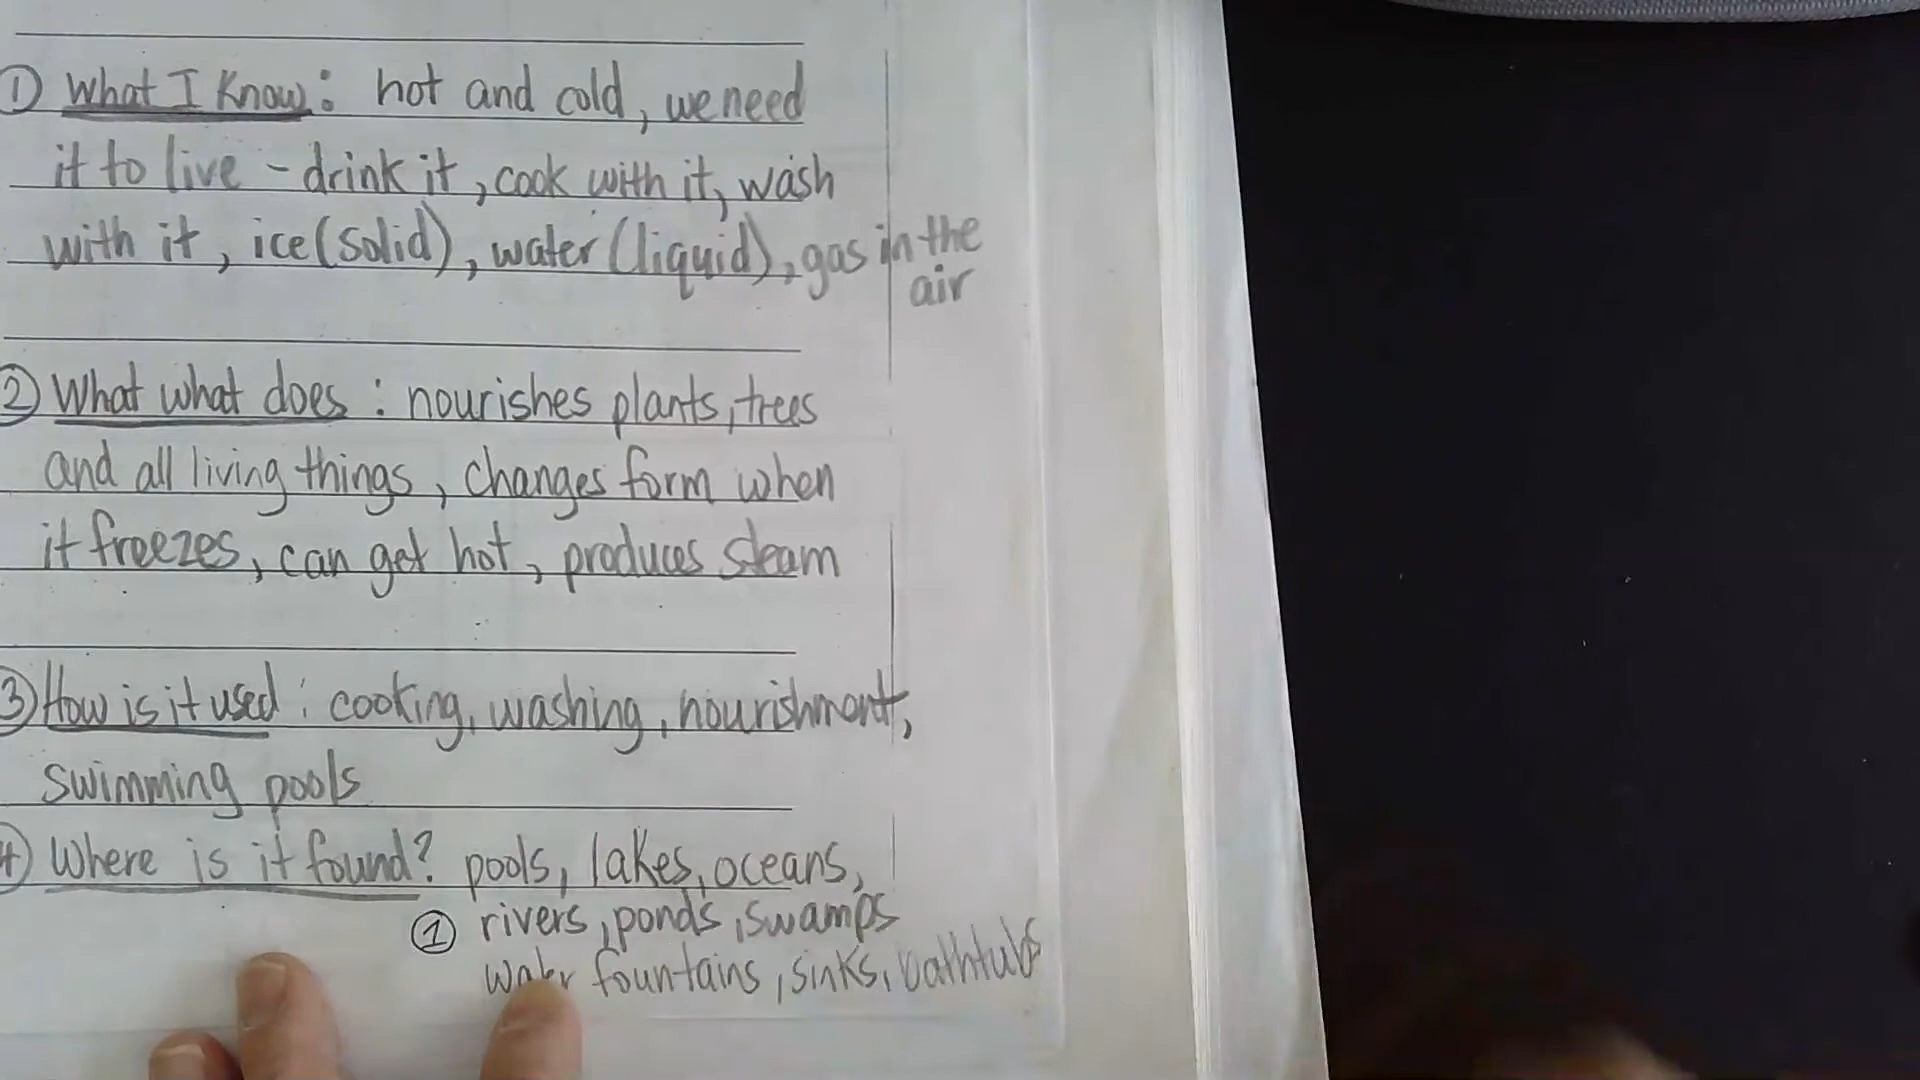 ① What I Know: hot and cold, we need
it to live - drink it, cook with it, wash
with it, ice (solid), water (liquid), gas in the
air
② What what does: nourishes plants, trees
and all living things, changes form when
it freezes, can get hot, produces steam
③ How is it used: cooking, washing, nourishment,
swimming pools
④ Where is it found? pools, lakes, oceans,
① rivers, ponds, swamps
water fountains, sinks, bathtubs